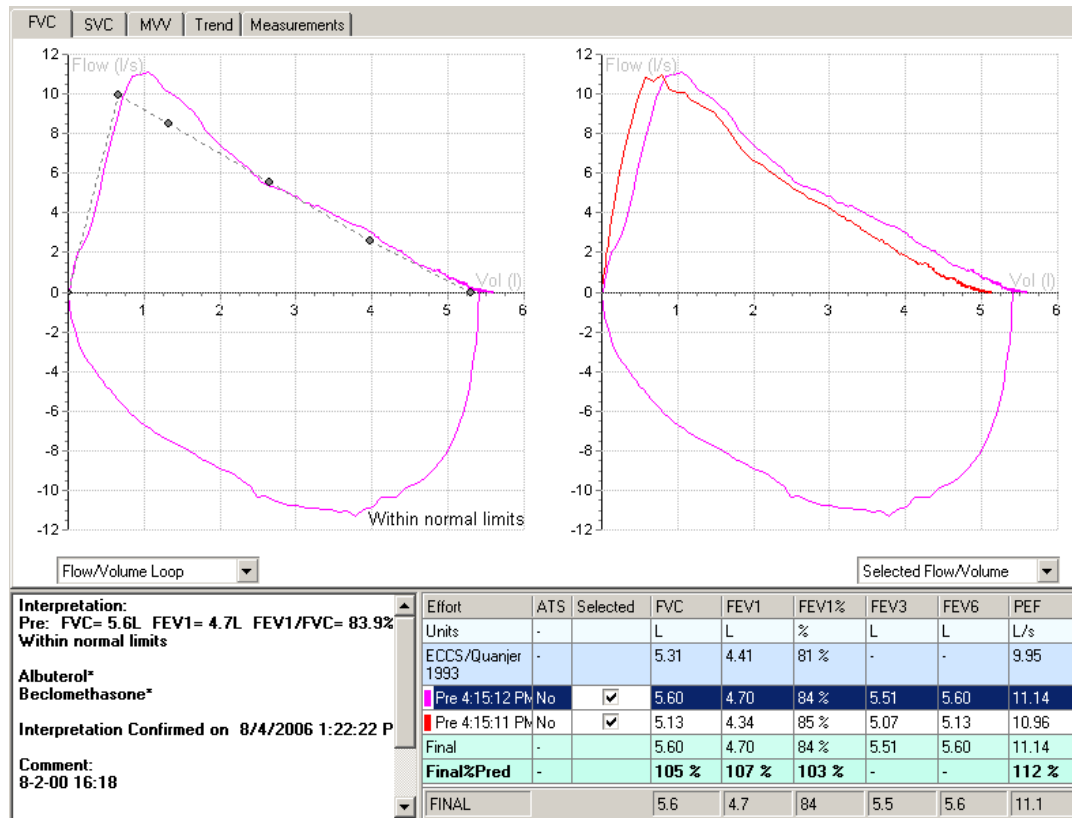 FVC SVC MVV Trend Measurements
Flow (l/s) Flow (l/s)
12 12
10 10
8 8
6 6
4 4
2 2
Vol (l) Vol (l)
0 0
1 2 3 4 5 6 1 2 3 4 5 6
-2 -2
-4 -4
-6 -6
-8 -8
-10 -10
Within normal limits
-12 -12
Flow/Volume Loop Selected Flow/Volume
Interpretation:
Pre: FVC= 5.6L FEV1= 4.7L FEV1/FVC= 83.9%
Within normal limits
Albuterol*
Beclomethasone*
Interpretation Confirmed on 8/4/2006 1:22:22 P
Comment:
8-2-00 16:18
Effort ATS Selected FVC FEV1 FEV1% FEV3 FEV6 PEF
Units - L L % L L L/s
ECCS/Quanjer - 5.31 4.41 81 % - - 9.95
1993
Pre 4:15:12 PM No 5.60 4.70 84 % 5.51 5.60 11.14
Pre 4:15:11 PM No 5.13 4.34 85 % 5.07 5.13 10.96
Final - 5.60 4.70 84 % 5.51 5.60 11.14
Final%Pred - 105 % 107 % 103 % - - 112 %
FINAL 5.6 4.7 84 5.5 5.6 11.1